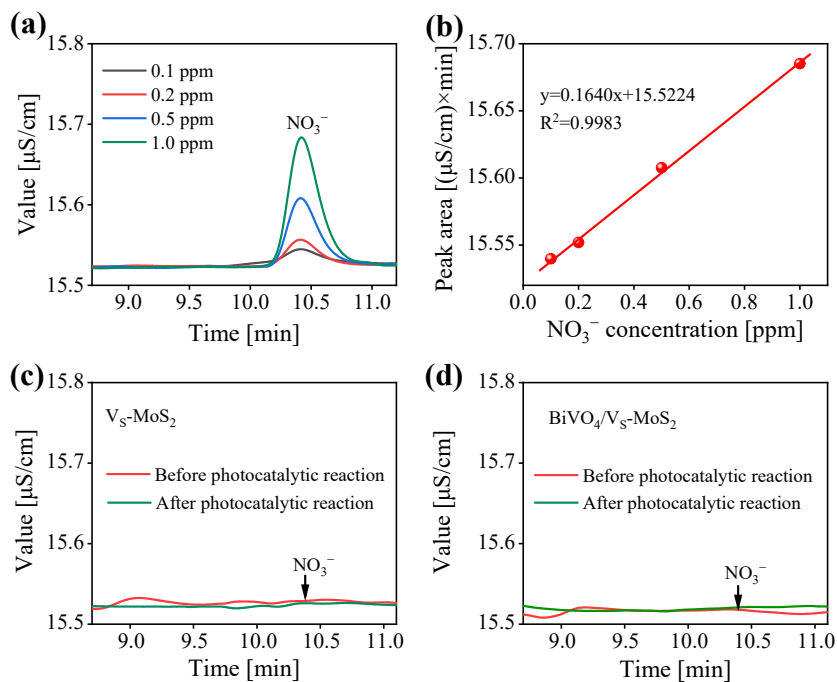 (a)
15.8
15.7
15.6
15.5
Value [μS/cm]
0.1 ppm
0.2 ppm
0.5 ppm
1.0 ppm
NO₃⁻
9.0 9.5 10.0 10.5 11.0
Time [min]
(b)
15.70
15.65
15.60
15.55
Peak area [(μS/cm)×min]
y=0.1640x+15.5224
R²=0.9983
0.0 0.2 0.4 0.6 0.8 1.0
NO₃⁻ concentration [ppm]
(c)
15.8
15.7
15.6
15.5
Value [μS/cm]
V_S-MoS₂
Before photocatalytic reaction
After photocatalytic reaction
NO₃⁻
9.0 9.5 10.0 10.5 11.0
Time [min]
(d)
15.8
15.7
15.6
15.5
Value [μS/cm]
BiVO₄/V_S-MoS₂
Before photocatalytic reaction
After photocatalytic reaction
NO₃⁻
9.0 9.5 10.0 10.5 11.0
Time [min]